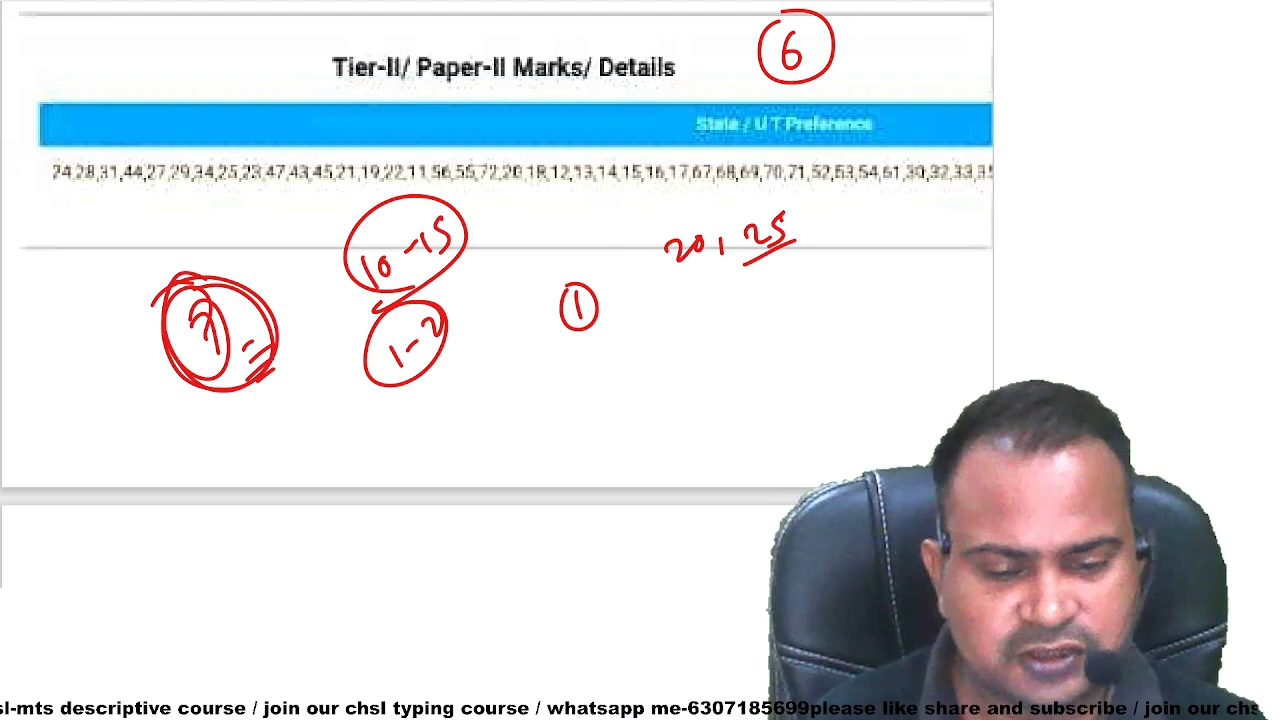 Tier-II/ Paper-II Marks/ Details
6
State / U T Preference
24,28,31,44,27,29,34,25,23,47,43,45,21,19,22,11,56,55,72,20,18,12,13,14,15,16,17,67,68,69,70,71,52,53,54,61,30,32,33,35
10-15
20, 25
1-2
1
sl-mts descriptive course / join our chsl typing course / whatsapp me-6307185699please like share and subscribe / join our chs